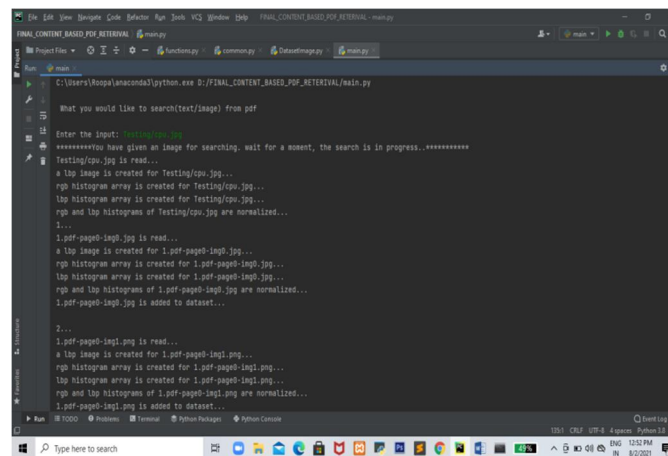 File Edit View Navigate Code Refactor Run Tools VCS Window Help FINAL_CONTENT_BASED_PDF_RETERIVAL - main.py
FINAL_CONTENT_BASED_PDF_RETERIVAL main.py main
Project Files functions.py common.py DatasetImage.py main.py
Run: main
C:\Users\Roopa\anaconda3\python.exe D:/FINAL_CONTENT_BASED_PDF_RETERIVAL/main.py
What you would like to search(text/image) from pdf
Enter the input: Testing/cpu.jpg
*********You have given an image for searching. wait for a moment, the search is in progress..***********
Testing/cpu.jpg is read...
a lbp image is created for Testing/cpu.jpg...
rgb histogram array is created for Testing/cpu.jpg...
lbp histogram array is created for Testing/cpu.jpg...
rgb and lbp histograms of Testing/cpu.jpg are normalized...
1...
1.pdf-page0-img0.jpg is read...
a lbp image is created for 1.pdf-page0-img0.jpg...
rgb histogram array is created for 1.pdf-page0-img0.jpg...
lbp histogram array is created for 1.pdf-page0-img0.jpg...
rgb and lbp histograms of 1.pdf-page0-img0.jpg are normalized...
1.pdf-page0-img0.jpg is added to dataset...
2...
1.pdf-page0-img1.png is read...
a lbp image is created for 1.pdf-page0-img1.png...
rgb histogram array is created for 1.pdf-page0-img1.png...
lbp histogram array is created for 1.pdf-page0-img1.png...
rgb and lbp histograms of 1.pdf-page0-img1.png are normalized...
1.pdf-page0-img1.png is added to dataset...
Project
Structure
Favorites
Run TODO Problems Terminal Python Packages Python Console Event Log
135:1 CRLF UTF-8 4 spaces Python 3.8
Type here to search 49% ENG 12:52 PM
IN 8/2/2021